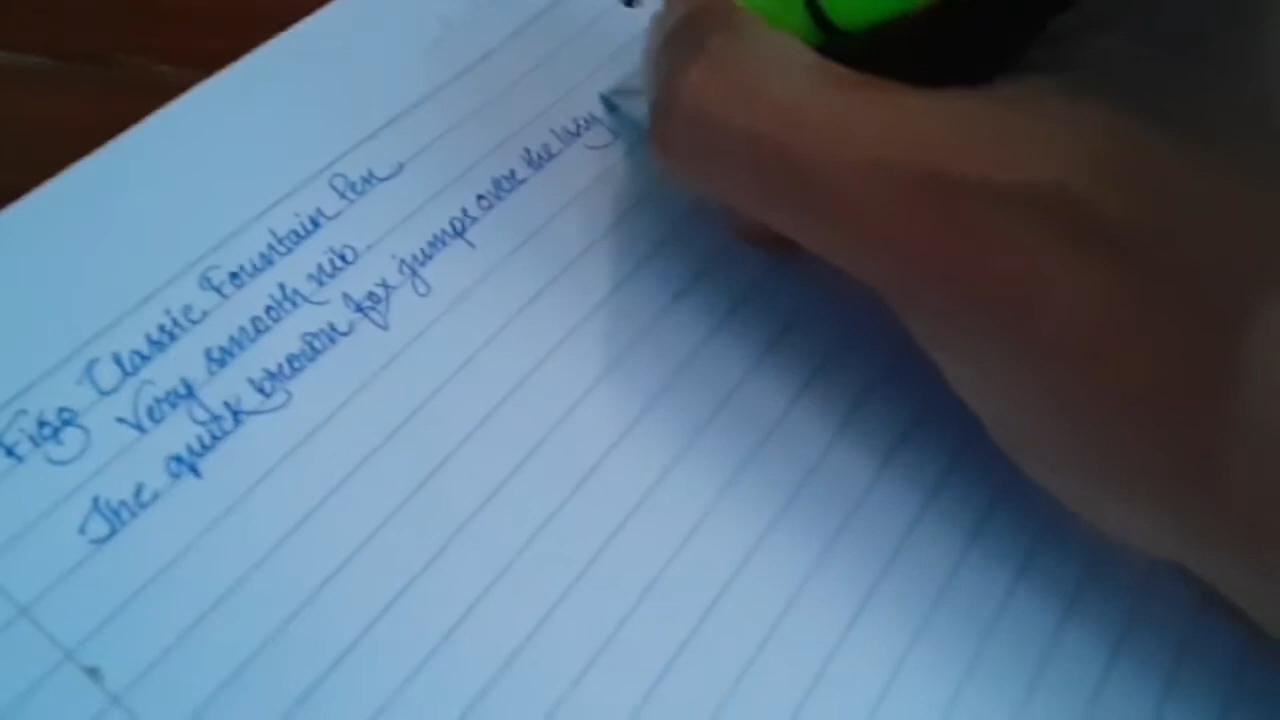 Figo Classic Fountain Pen
Very smooth nib.
The quick brown fox jumps over the lazy